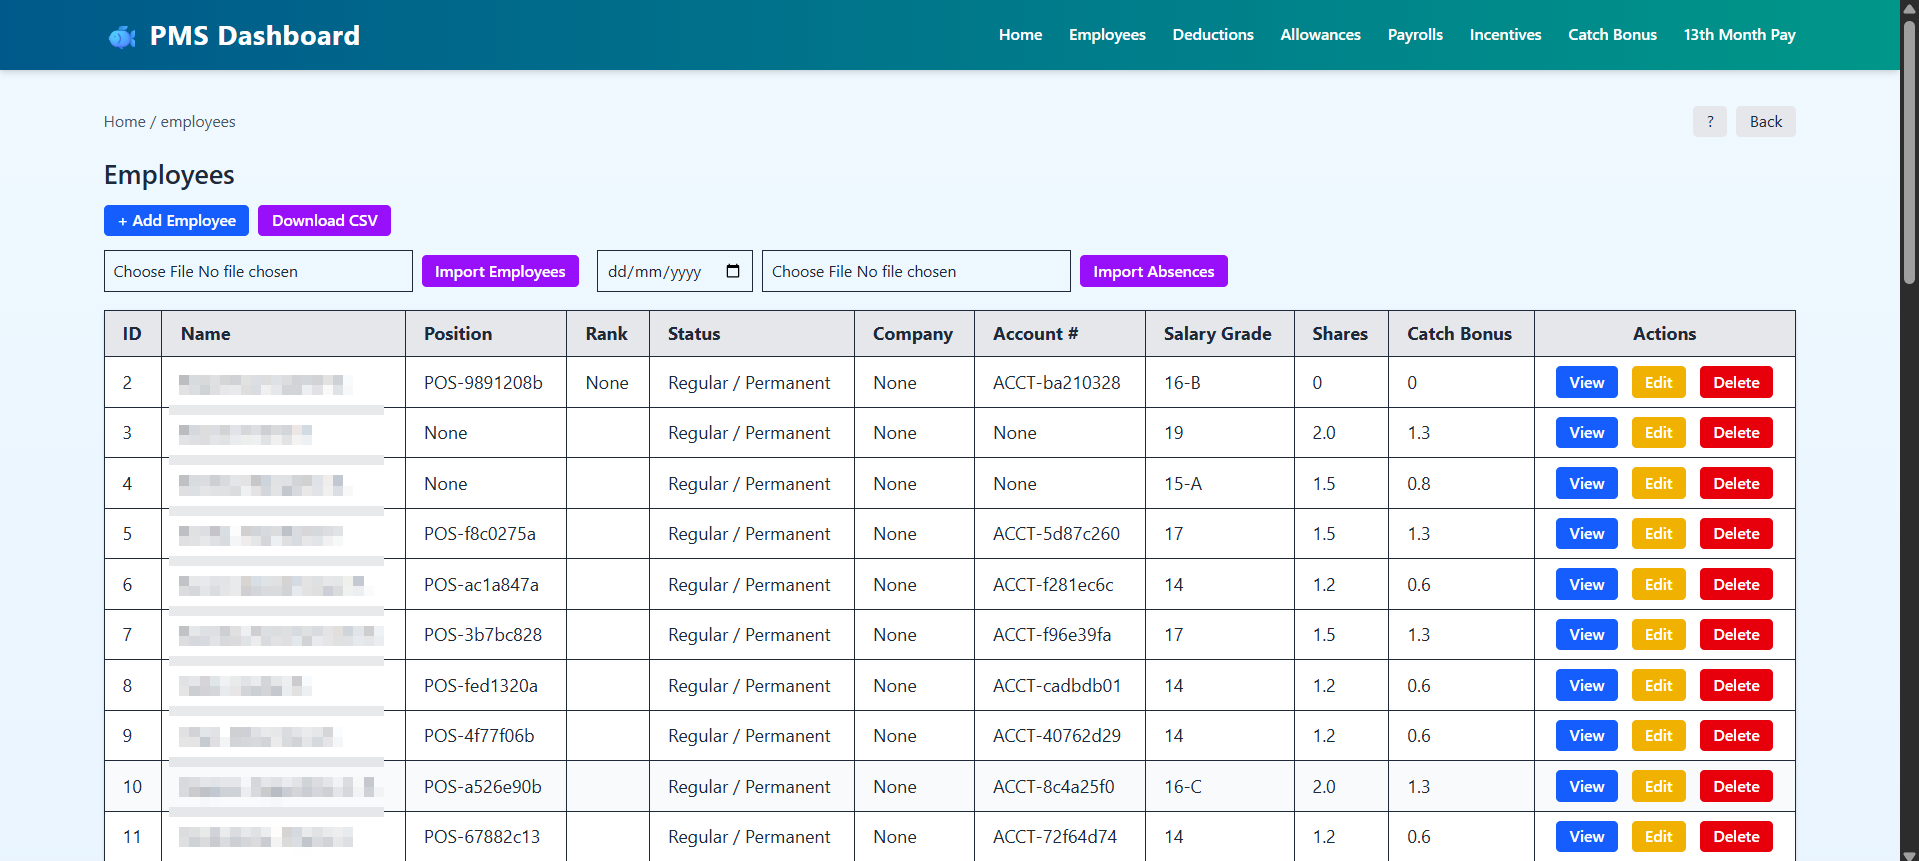 PMS Dashboard
Home Employees Deductions Allowances Payrolls Incentives Catch Bonus 13th Month Pay
Home / employees ? Back
Employees
+ Add Employee Download CSV
Choose File No file chosen Import Employees dd/mm/yyyy Choose File No file chosen Import Absences
ID Name Position Rank Status Company Account # Salary Grade Shares Catch Bonus Actions
2 POS-9891208b None Regular / Permanent None ACCT-ba210328 16-B 0 0 View Edit Delete
3 None Regular / Permanent None None 19 2.0 1.3 View Edit Delete
4 None Regular / Permanent None None 15-A 1.5 0.8 View Edit Delete
5 POS-f8c0275a Regular / Permanent None ACCT-5d87c260 17 1.5 1.3 View Edit Delete
6 POS-ac1a847a Regular / Permanent None ACCT-f281ec6c 14 1.2 0.6 View Edit Delete
7 POS-3b7bc828 Regular / Permanent None ACCT-f96e39fa 17 1.5 1.3 View Edit Delete
8 POS-fed1320a Regular / Permanent None ACCT-cadbdb01 14 1.2 0.6 View Edit Delete
9 POS-4f77f06b Regular / Permanent None ACCT-40762d29 14 1.2 0.6 View Edit Delete
10 POS-a526e90b Regular / Permanent None ACCT-8c4a25f0 16-C 2.0 1.3 View Edit Delete
11 POS-67882c13 Regular / Permanent None ACCT-72f64d74 14 1.2 0.6 View Edit Delete